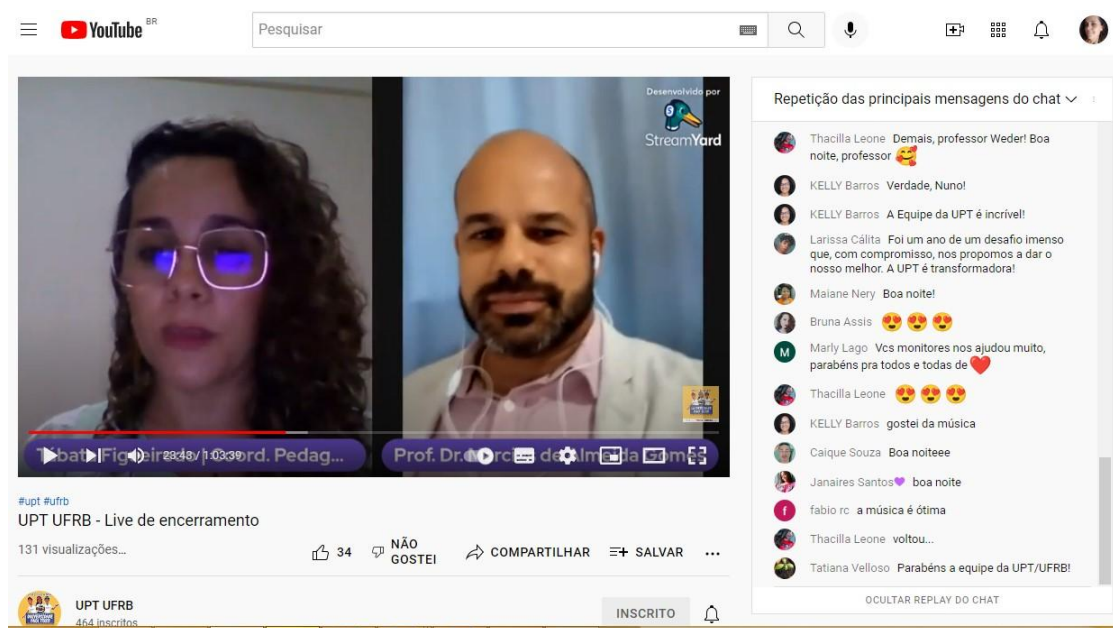 YouTube BR
Pesquisar
Desenvolvido por
StreamYard
23:48 / 1:03:39
Prof. Dr.
de Almeida Gomes
#upt #ufrb
UPT UFRB - Live de encerramento
131 visualizações...
34
NÃO
GOSTEI
COMPARTILHAR
SALVAR
UPT UFRB
464 inscritos
INSCRITO
Repetição das principais mensagens do chat
Thacilla Leone Demais, professor Weder! Boa
noite, professor 🥰
KELLY Barros Verdade, Nuno!
KELLY Barros A Equipe da UPT é incrível!
Larissa Cálita Foi um ano de um desafio imenso
que, com compromisso, nos propomos a dar o
nosso melhor. A UPT é transformadora!
Maiane Nery Boa noite!
Bruna Assis 😍 😍 😍
M
Marly Lago Vcs monitores nos ajudou muito,
parabéns pra todos e todas de ❤️
Thacilla Leone 😍 😍 😍
KELLY Barros gostei da música
Caique Souza Boa noiteee
Janaires Santos💜 boa noite
f
fabio rc a música é ótima
Thacilla Leone voltou...
Tatiana Velloso Parabéns a equipe da UPT/UFRB!
OCULTAR REPLAY DO CHAT